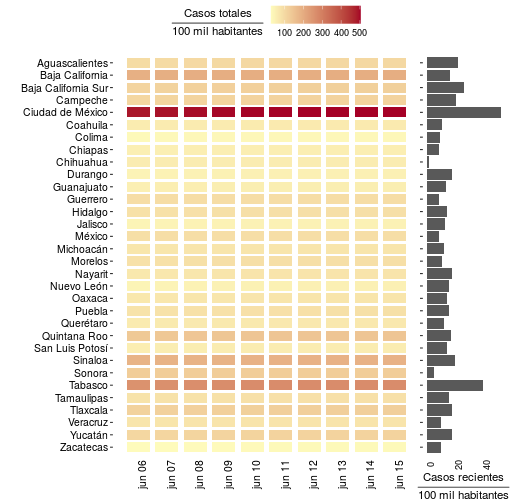 Casos totales
100 mil habitantes
100 200 300 400 500
Aguascalientes
Baja California
Baja California Sur
Campeche
Ciudad de México
Coahuila
Colima
Chiapas
Chihuahua
Durango
Guanajuato
Guerrero
Hidalgo
Jalisco
México
Michoacán
Morelos
Nayarit
Nuevo León
Oaxaca
Puebla
Querétaro
Quintana Roo
San Luis Potosí
Sinaloa
Sonora
Tabasco
Tamaulipas
Tlaxcala
Veracruz
Yucatán
Zacatecas
jun 06
jun 07
jun 08
jun 09
jun 10
jun 11
jun 12
jun 13
jun 14
jun 15
0
20
40
Casos recientes
100 mil habitantes